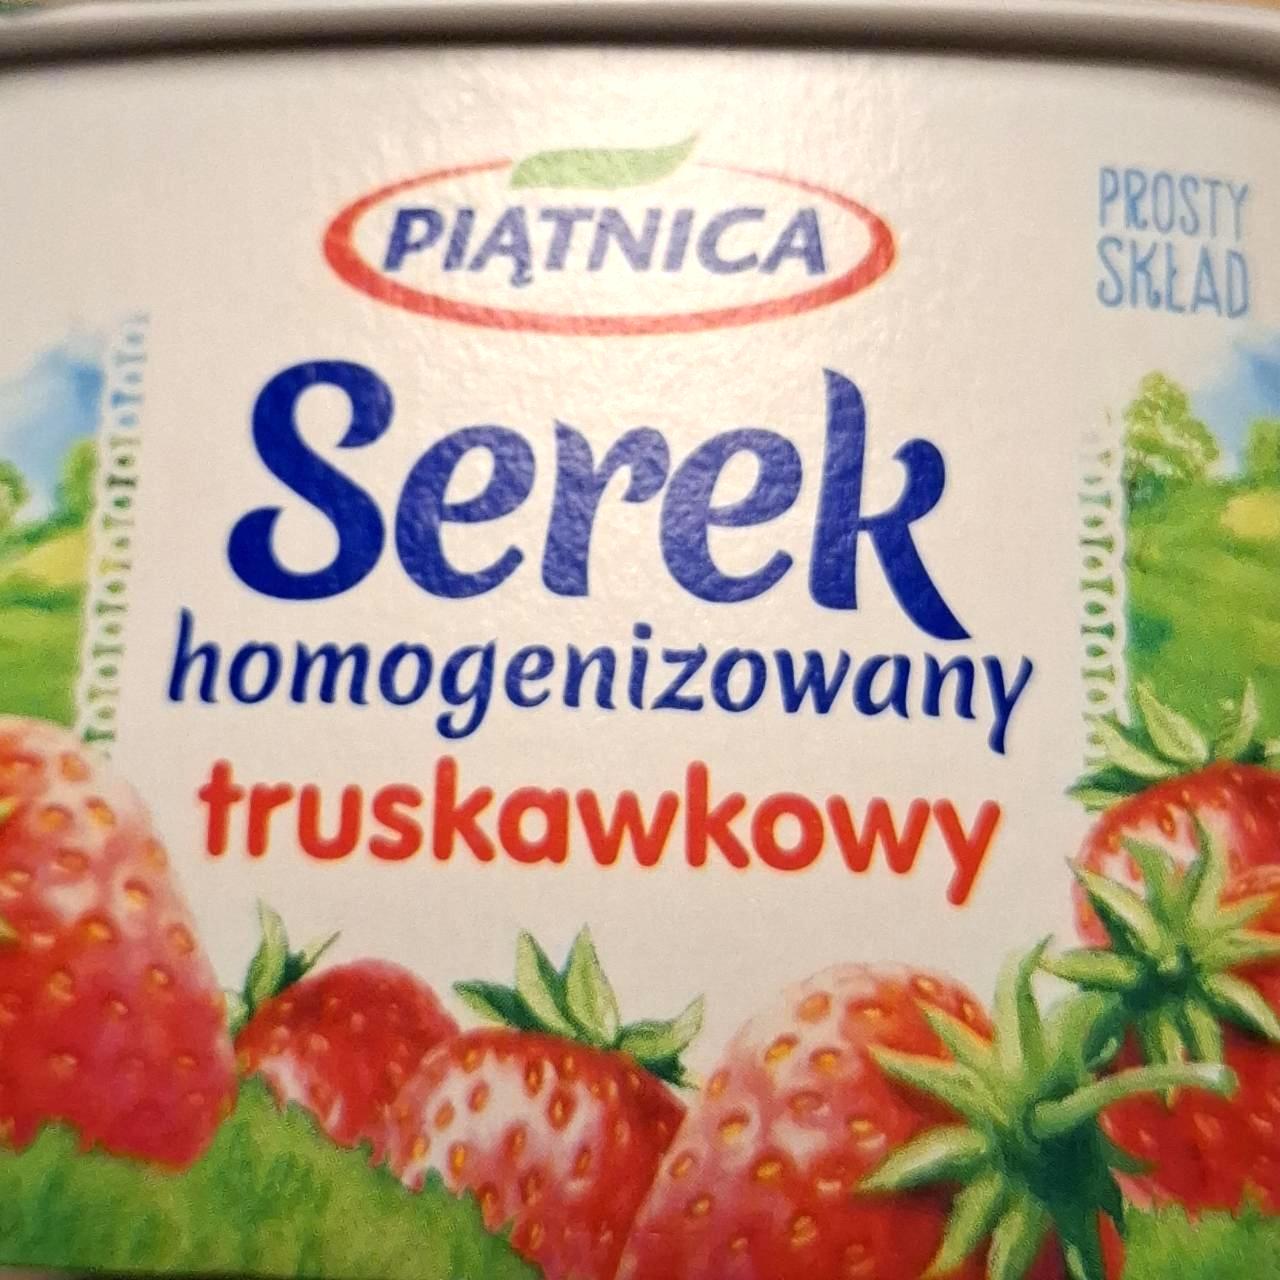 PIĄTNICA
PROSTY
SKŁAD
Serek
homogenizowany
truskawkowy